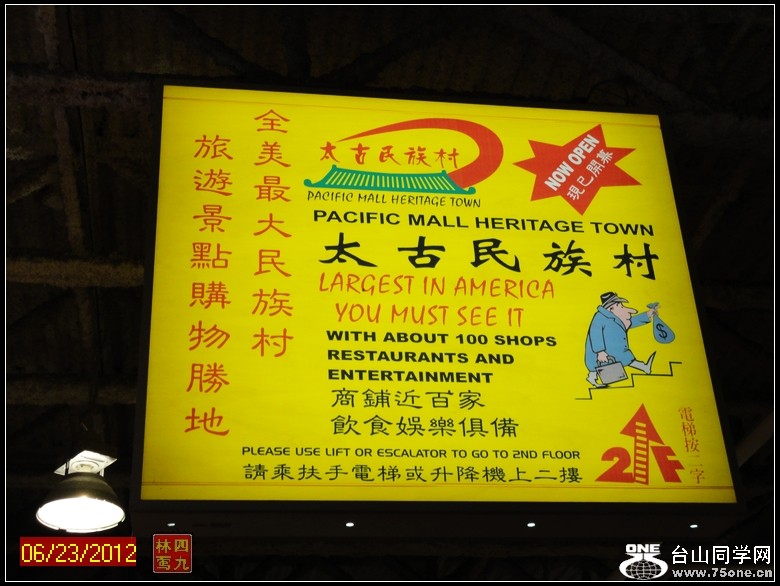 全美最大民族村
旅遊景點購物勝地
太古民族村
PACIFIC MALL HERITAGE TOWN
NOW OPEN
現已開幕
PACIFIC MALL HERITAGE TOWN
太古民族村
LARGEST IN AMERICA
YOU MUST SEE IT
WITH ABOUT 100 SHOPS
RESTAURANTS AND
ENTERTAINMENT
商鋪近百家
飲食娛樂俱備
$
PLEASE USE LIFT OR ESCALATOR TO GO TO 2ND FLOOR
請乘扶手電梯或升降機上二樓
2F
電梯按二字
06/23/2012
四九
林寫
ONE
台山同学网
www.75one.cn